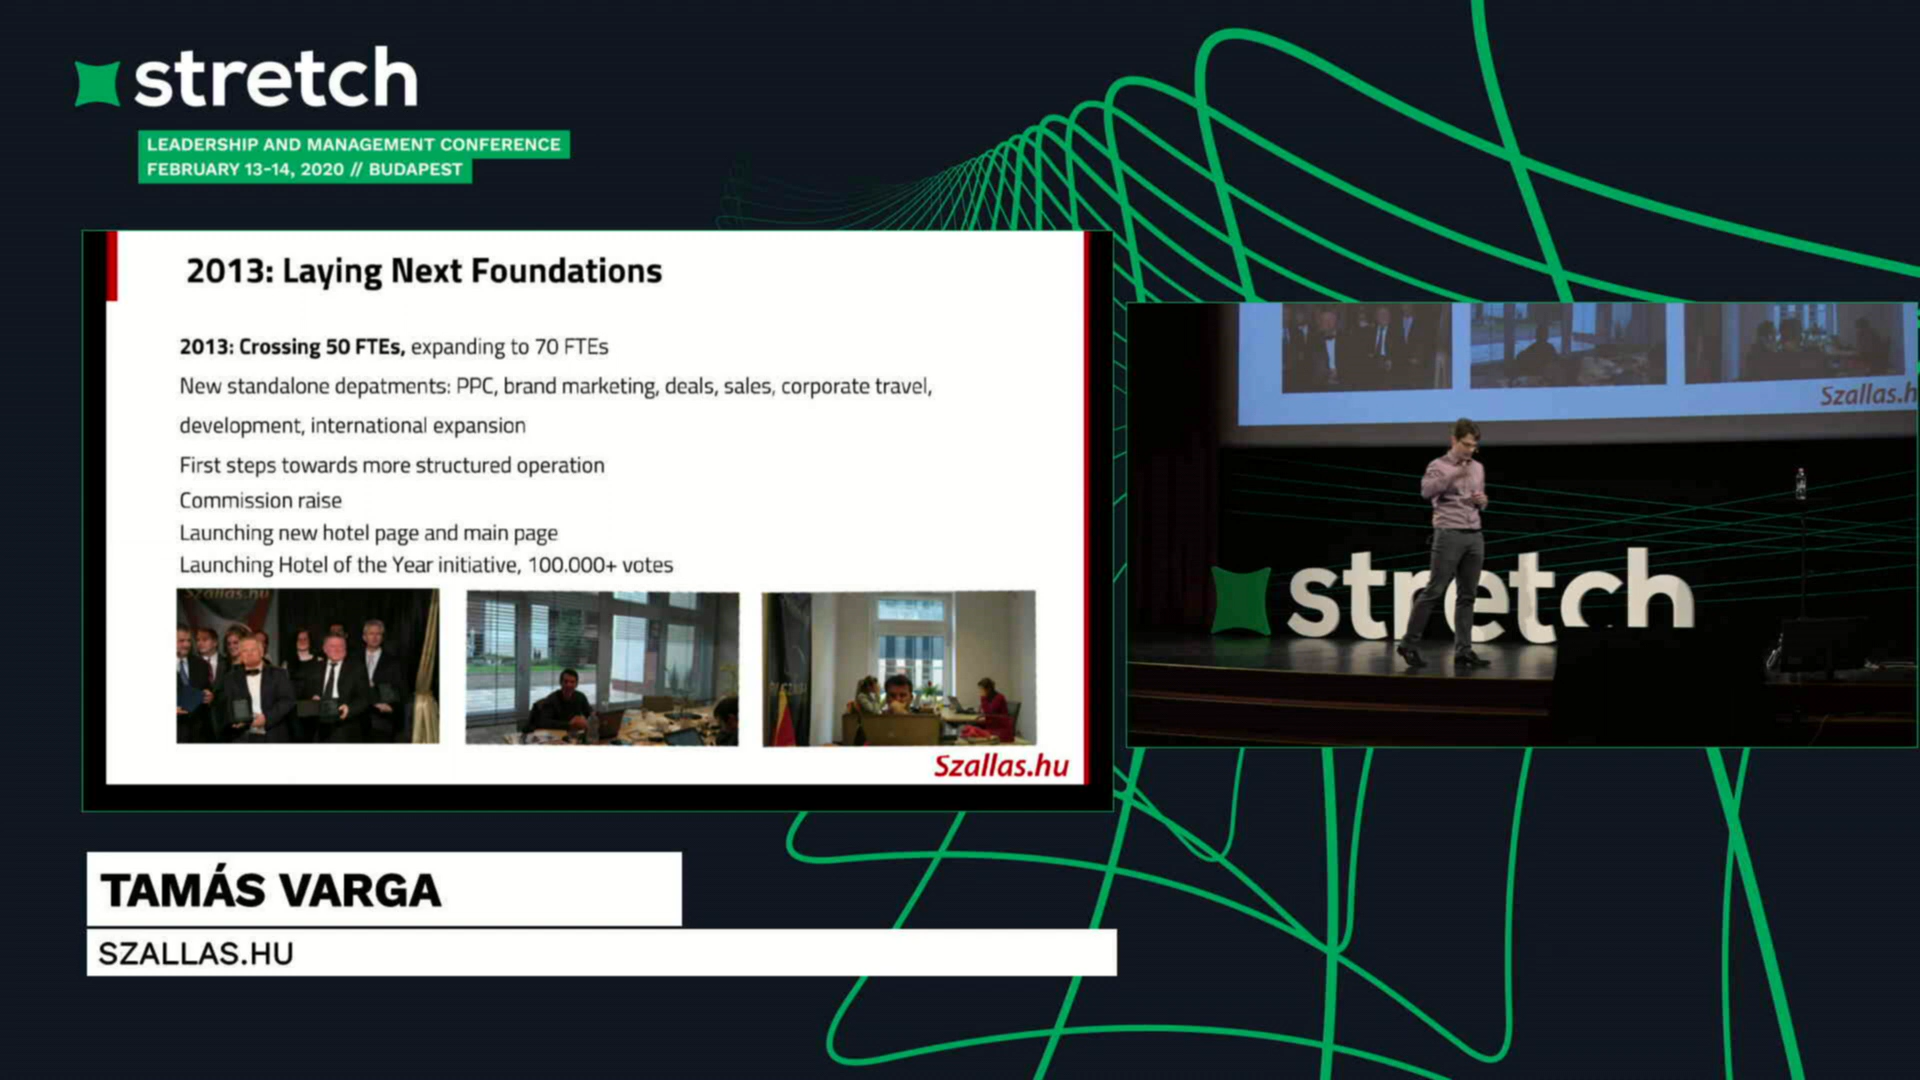 stretch
LEADERSHIP AND MANAGEMENT CONFERENCE
FEBRUARY 13-14, 2020 // BUDAPEST
2013: Laying Next Foundations
2013: Crossing 50 FTEs, expanding to 70 FTEs
New standalone depatments: PPC, brand marketing, deals, sales, corporate travel,
development, international expansion
First steps towards more structured operation
Commission raise
Launching new hotel page and main page
Launching Hotel of the Year initiative, 100.000+ votes
Szallas.hu
Szallas.hu
Szallas.h
stretch
TAMÁS VARGA
SZALLAS.HU